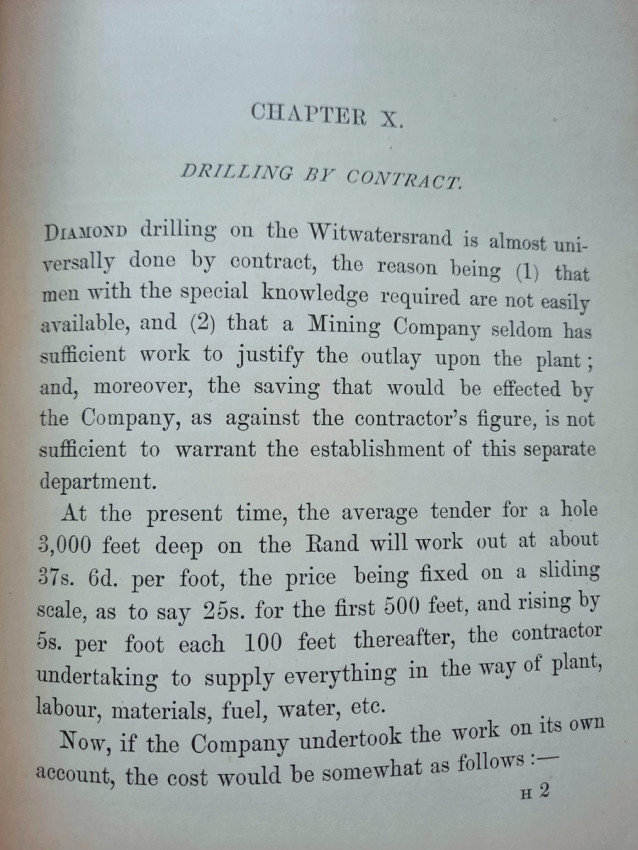 CHAPTER X.
DRILLING BY CONTRACT.
DIAMOND drilling on the Witwatersrand is almost uni-
versally done by contract, the reason being (1) that
men with the special knowledge required are not easily
available, and (2) that a Mining Company seldom has
sufficient work to justify the outlay upon the plant;
and, moreover, the saving that would be effected by
the Company, as against the contractor's figure, is not
sufficient to warrant the establishment of this separate
department.
At the present time, the average tender for a hole
3,000 feet deep on the Rand will work out at about
37s. 6d. per foot, the price being fixed on a sliding
scale, as to say 25s. for the first 500 feet, and rising by
5s. per foot each 100 feet thereafter, the contractor
undertaking to supply everything in the way of plant,
labour, materials, fuel, water, etc.
Now, if the Company undertook the work on its own
account, the cost would be somewhat as follows:—
H 2